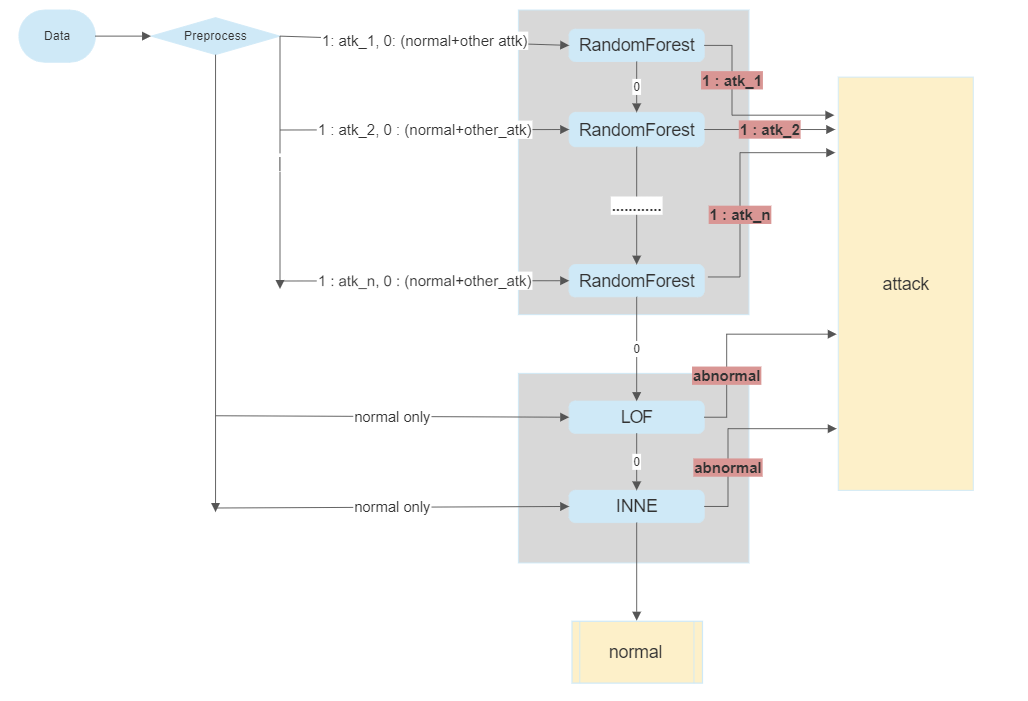 Data
Preprocess
1: atk_1, 0: (normal+other attk)
RandomForest
1 : atk_1
0
1 : atk_2, 0 : (normal+other_atk)
RandomForest
1 : atk_2
............
1 : atk_n
1 : atk_n, 0 : (normal+other_atk)
RandomForest
attack
0
abnormal
normal only
LOF
0
abnormal
normal only
INNE
normal